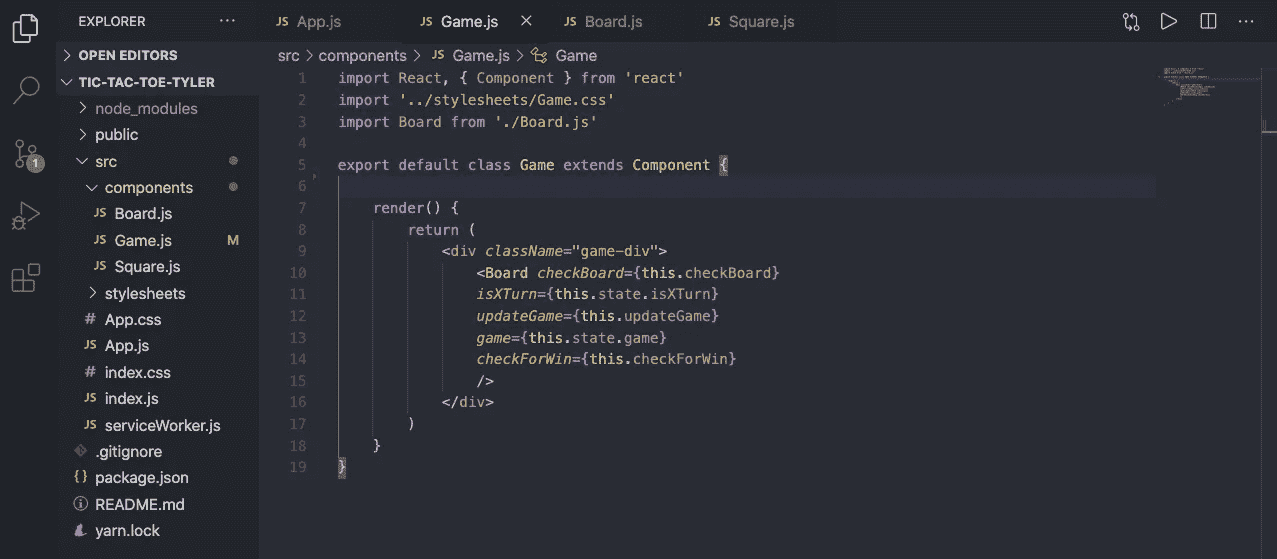 EXPLORER ...
JS App.js JS Game.js × JS Board.js JS Square.js ...
OPEN EDITORS
TIC-TAC-TOE-TYLER
node_modules
public
src
components
JS Board.js
JS Game.js M
JS Square.js
stylesheets
# App.css
JS App.js
# index.css
JS index.js
JS serviceWorker.js
.gitignore
{} package.json
README.md
yarn.lock
1
src > components > JS Game.js > Game
1 import React, { Component } from 'react'
2 import '../stylesheets/Game.css'
3 import Board from './Board.js'
4
5 export default class Game extends Component {
6
7 render() {
8 return (
9 <div className="game-div">
10 <Board checkBoard={this.checkBoard}
11 isXTurn={this.state.isXTurn}
12 updateGame={this.updateGame}
13 game={this.state.game}
14 checkForWin={this.checkForWin}
15 />
16 </div>
17 )
18 }
19 }